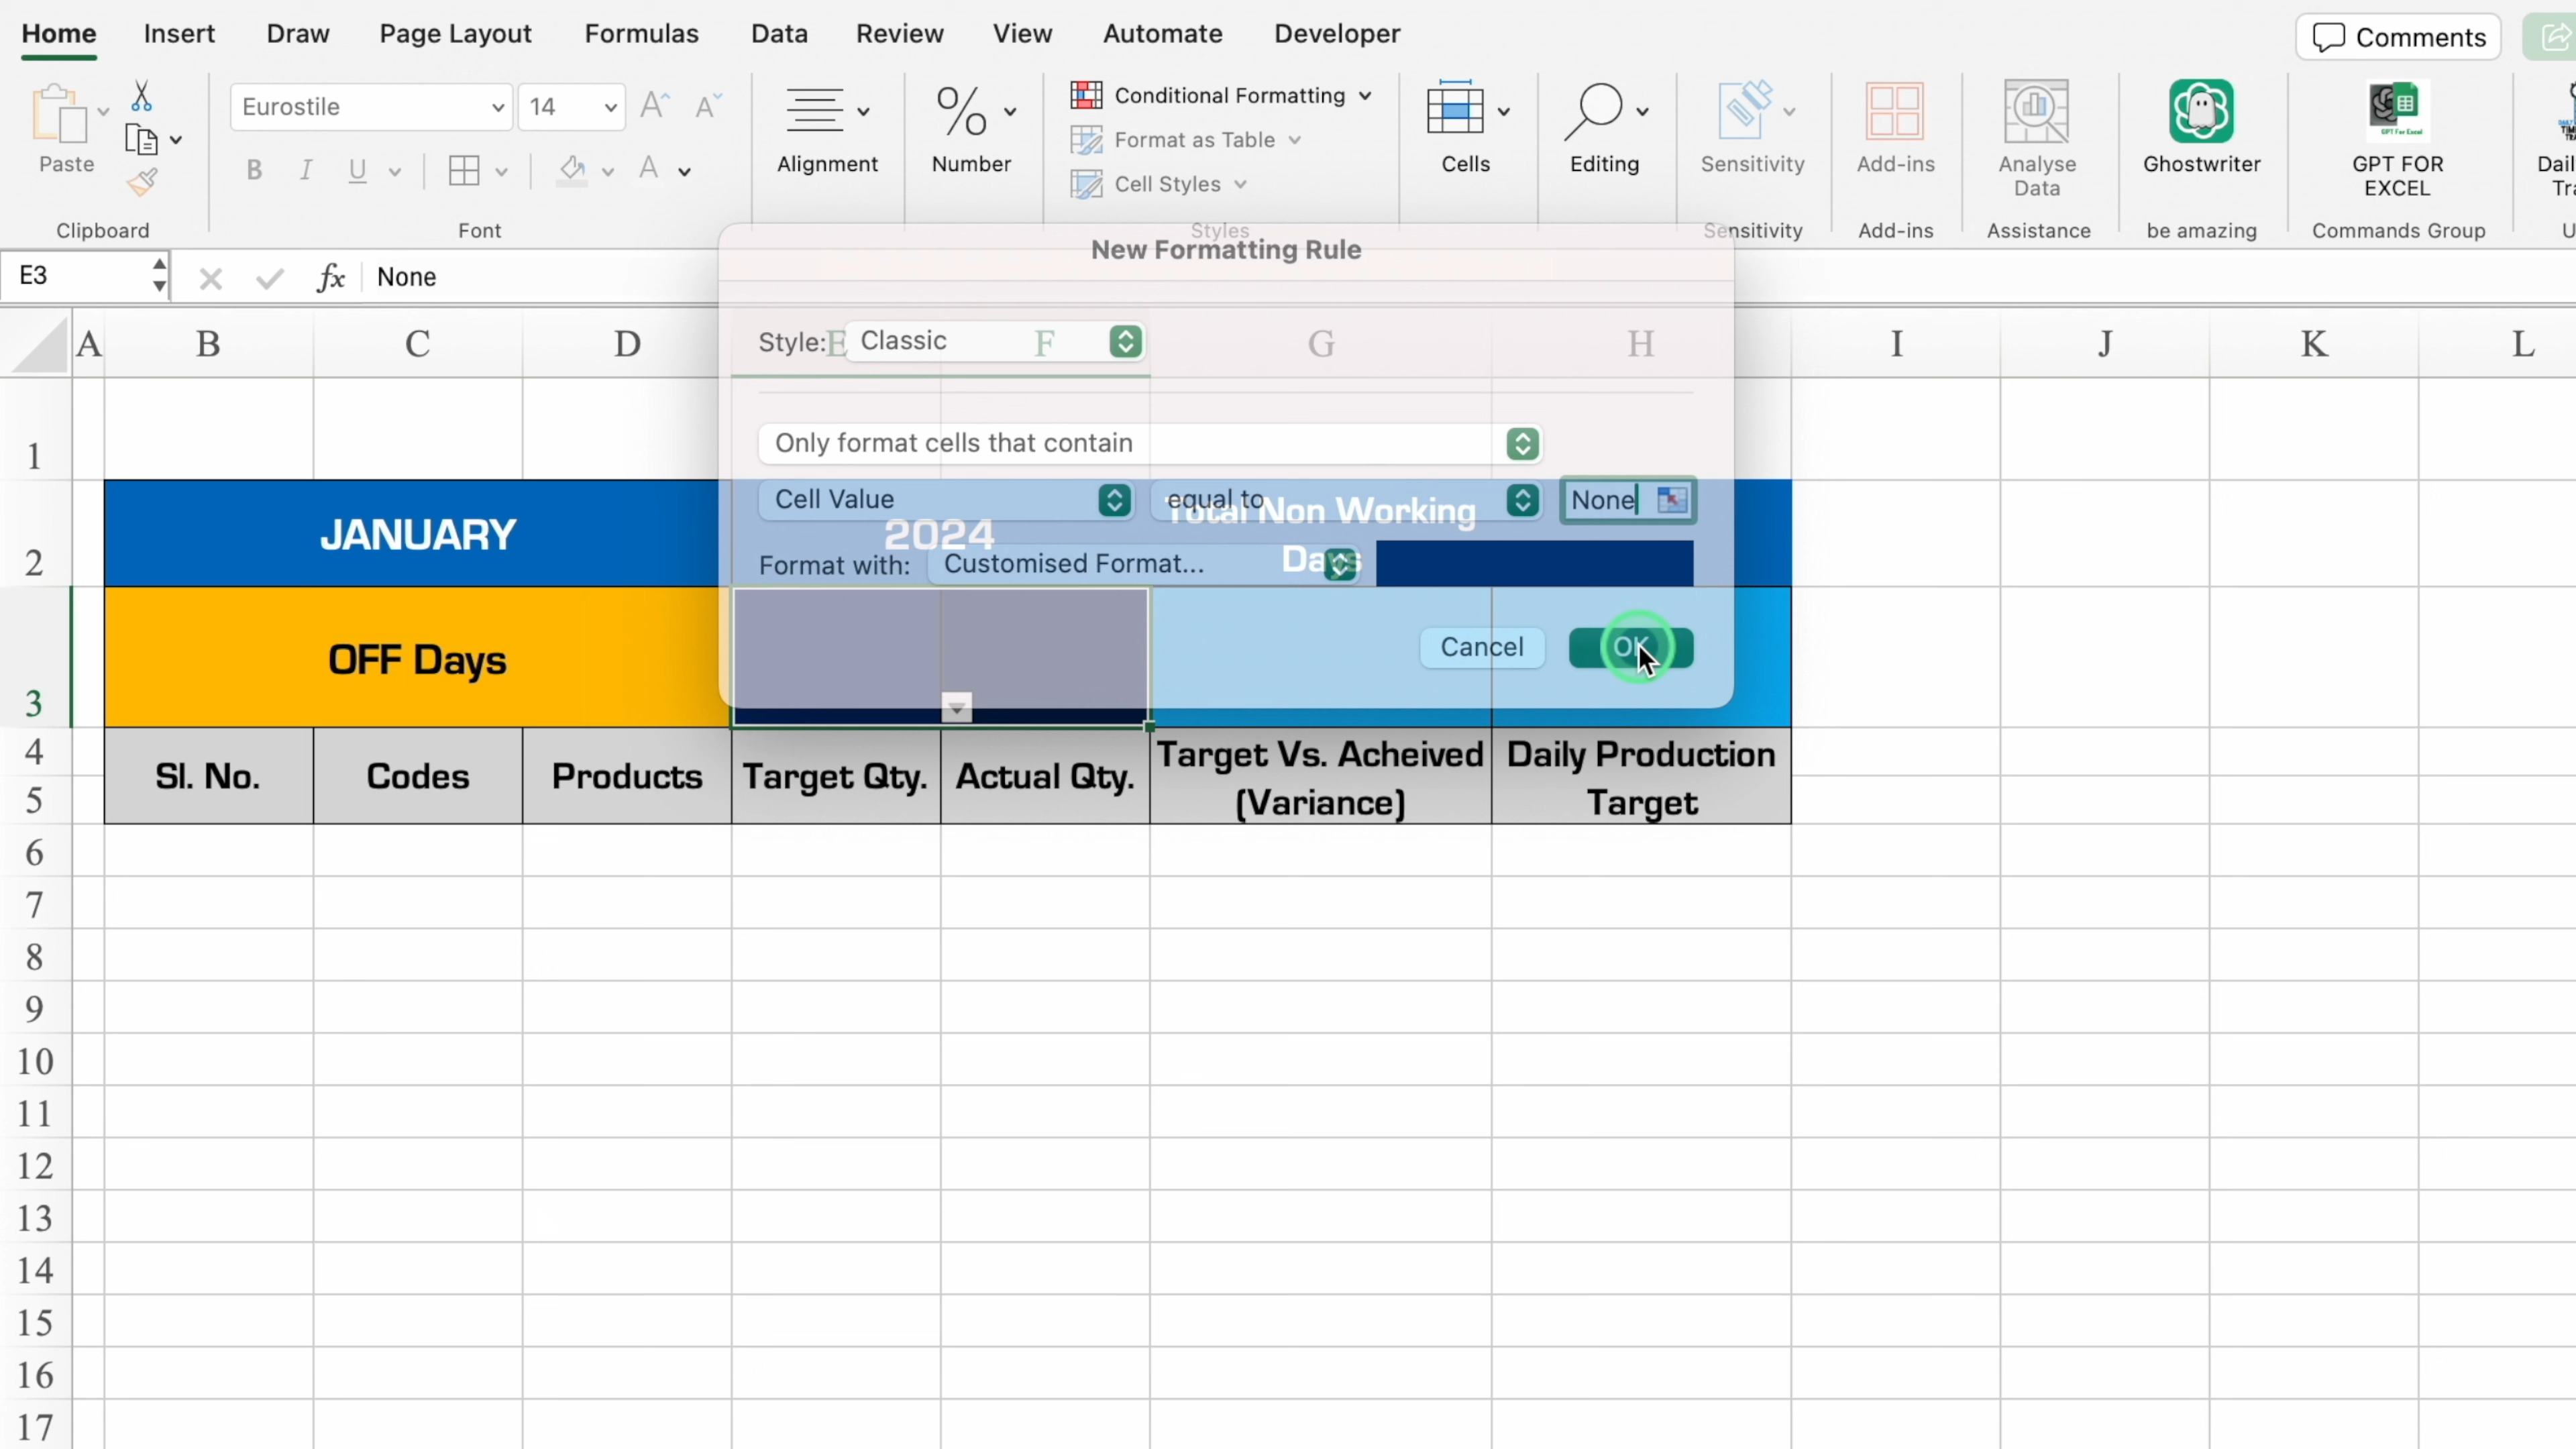 Home Insert Draw Page Layout Formulas Data Review View Automate Developer Comments
Eurostile 14
Conditional Formatting
Format as Table
Cell Styles
Paste B I U A Alignment Number Cells Editing Sensitivity Add-ins Analyse Data Ghostwriter GPT FOR EXCEL
Clipboard Font Styles Sensitivity Add-ins Assistance be amazing Commands Group
E3 fx None
New Formatting Rule
Style: Classic
Only format cells that contain
Cell Value equal to None
Format with: Customised Format...
Cancel OK
A B C D E F G H I J K L
1
2 JANUARY 2024 Total Non Working Days
3 OFF Days
4
5
Sl. No. Codes Products Target Qty. Actual Qty. Target Vs. Acheived (Variance) Daily Production Target
6
7
8
9
10
11
12
13
14
15
16
17